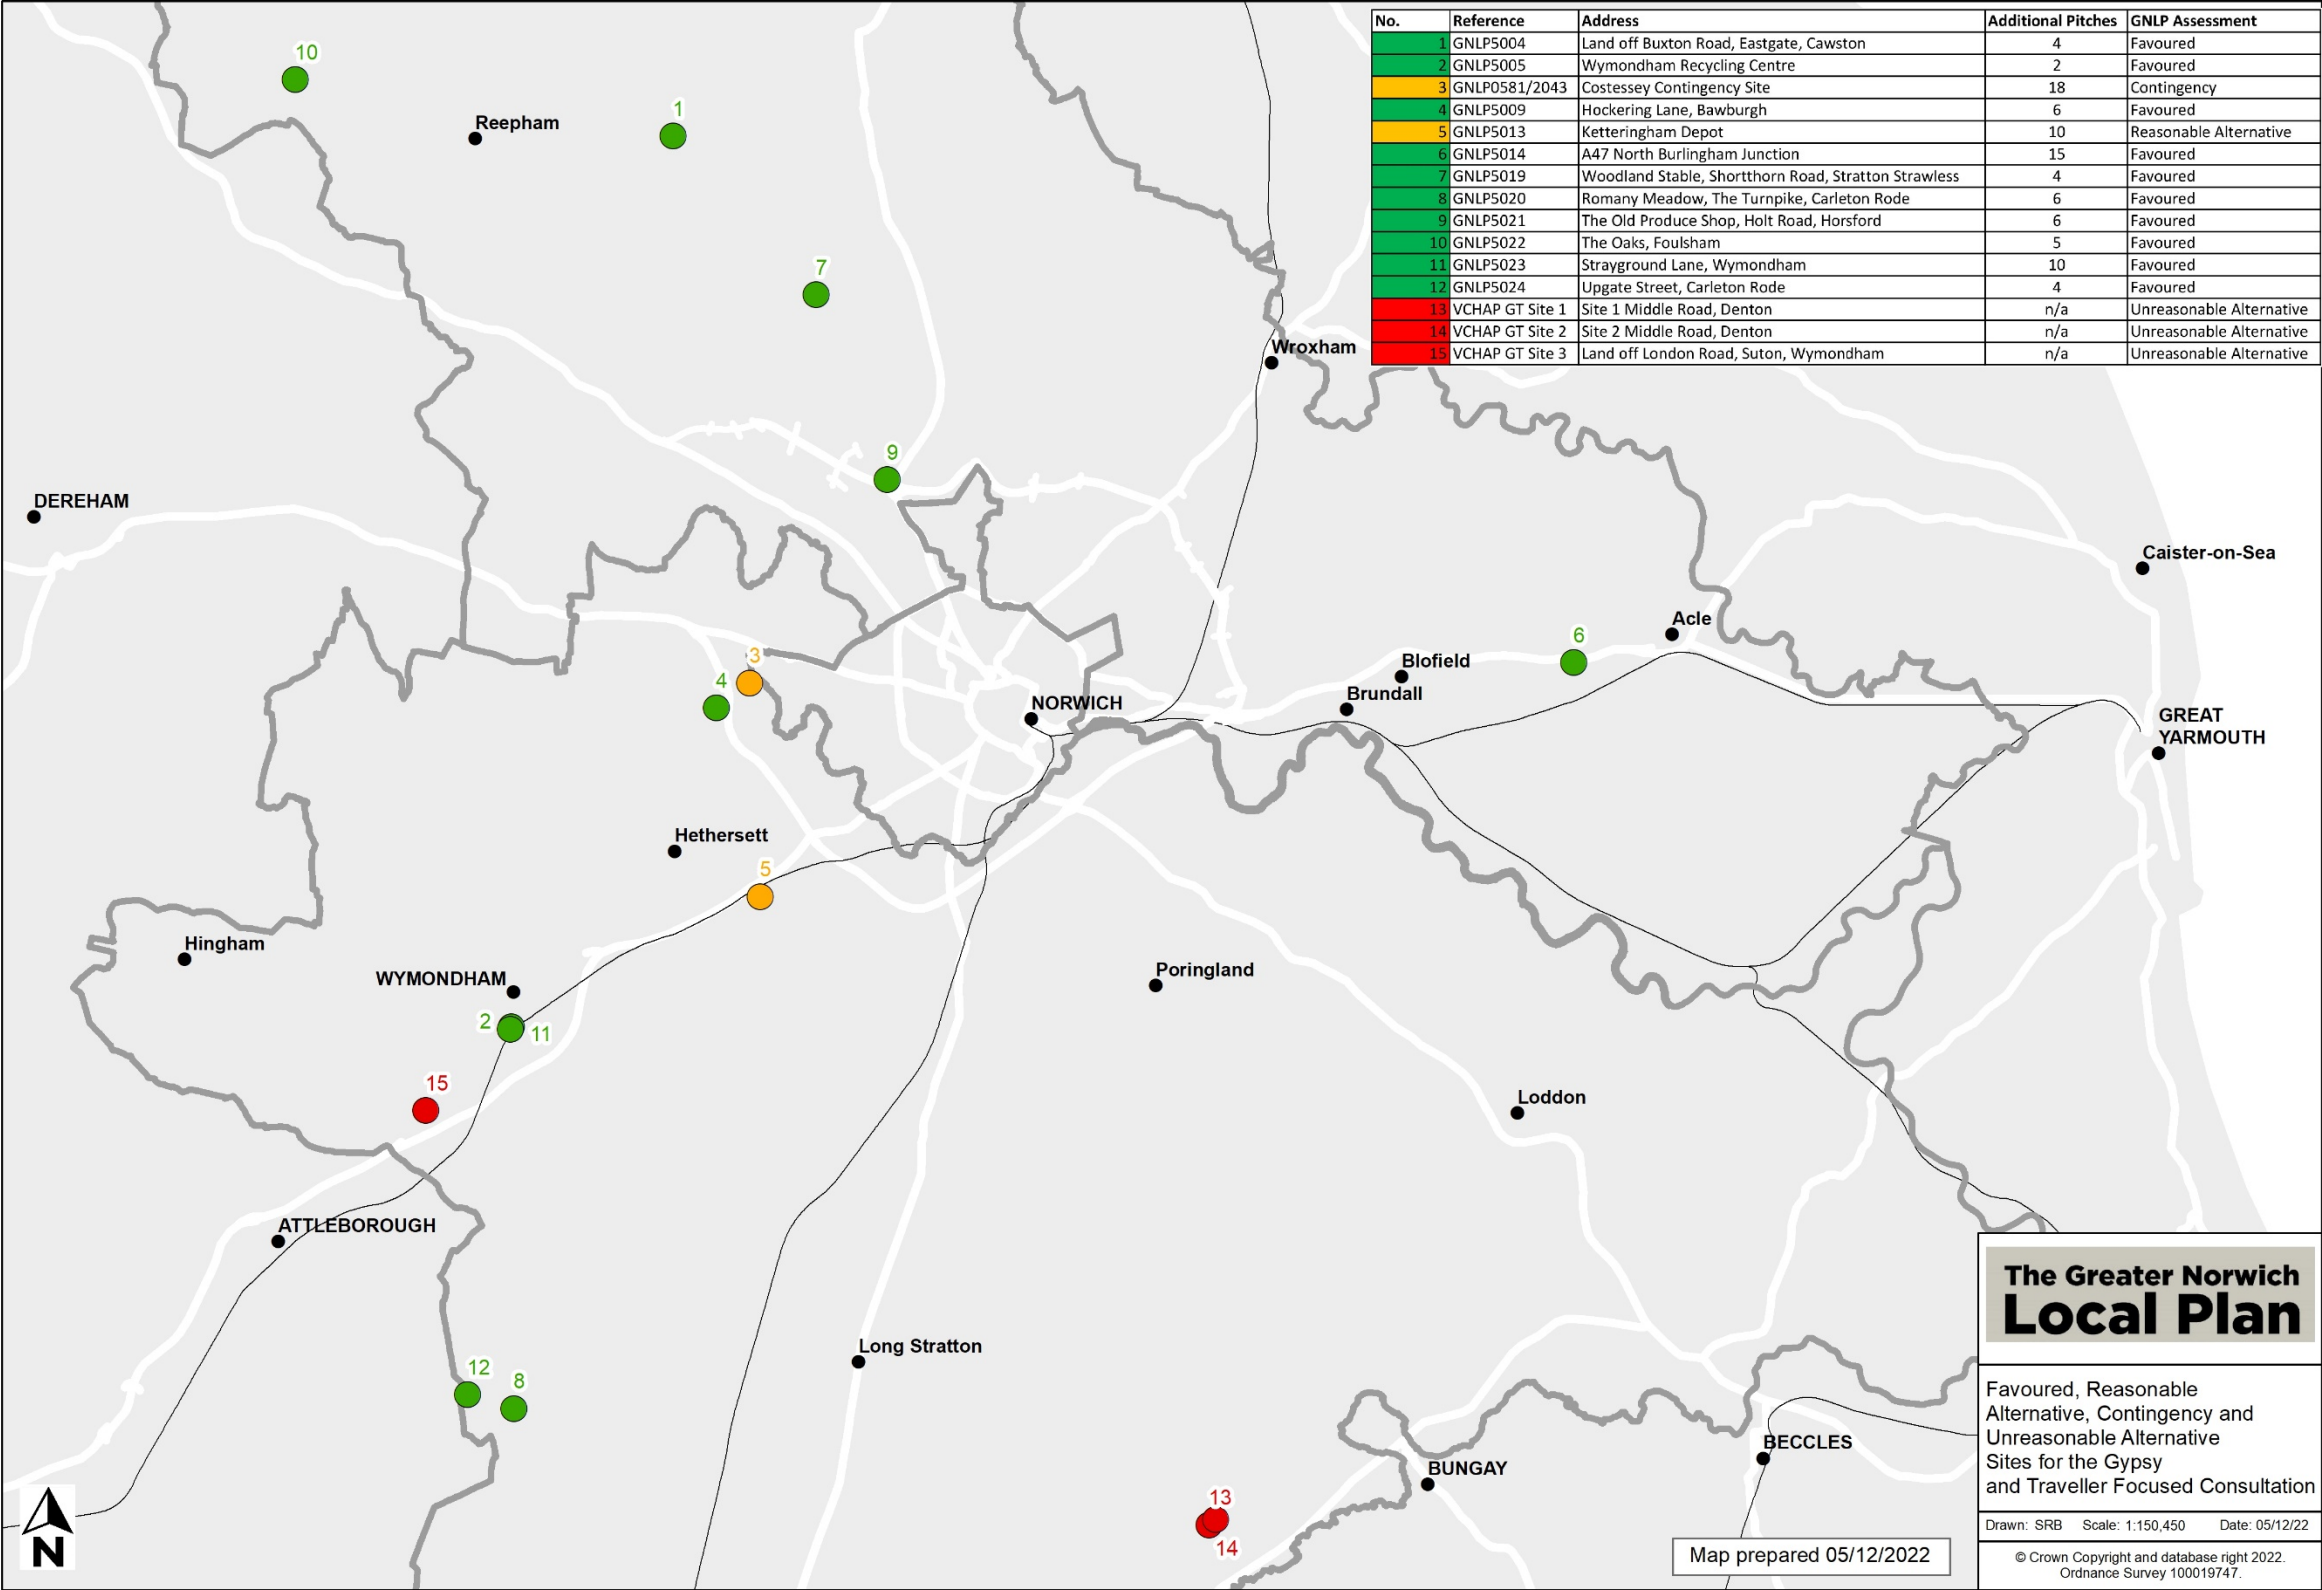 No. Reference Address Additional Pitches GNLP Assessment
1 GNLP5004 Land off Buxton Road, Eastgate, Cawston 4 Favoured
2 GNLP5005 Wymondham Recycling Centre 2 Favoured
3 GNLP0581/2043 Costessey Contingency Site 18 Contingency
4 GNLP5009 Hockering Lane, Bawburgh 6 Favoured
5 GNLP5013 Ketteringham Depot 10 Reasonable Alternative
6 GNLP5014 A47 North Burlingham Junction 15 Favoured
7 GNLP5019 Woodland Stable, Shortthorn Road, Stratton Strawless 4 Favoured
8 GNLP5020 Romany Meadow, The Turnpike, Carleton Rode 6 Favoured
9 GNLP5021 The Old Produce Shop, Holt Road, Horsford 6 Favoured
10 GNLP5022 The Oaks, Foulsham 5 Favoured
11 GNLP5023 Strayground Lane, Wymondham 10 Favoured
12 GNLP5024 Upgate Street, Carleton Rode 4 Favoured
13 VCHAP GT Site 1 Site 1 Middle Road, Denton n/a Unreasonable Alternative
14 VCHAP GT Site 2 Site 2 Middle Road, Denton n/a Unreasonable Alternative
15 VCHAP GT Site 3 Land off London Road, Suton, Wymondham n/a Unreasonable Alternative
10
1
Reepham
7
Wroxham
9
DEREHAM
Caister-on-Sea
Acle
6
3
Blofield
4
Brundall
NORWICH
GREAT
YARMOUTH
Hethersett
5
Hingham
Poringland
WYMONDHAM
2
11
15
Loddon
ATTLEBOROUGH
Long Stratton
12
8
BECCLES
BUNGAY
13
14
N
Map prepared 05/12/2022
The Greater Norwich
Local Plan
Favoured, Reasonable
Alternative, Contingency and
Unreasonable Alternative
Sites for the Gypsy
and Traveller Focused Consultation
Drawn: SRB Scale: 1:150,450 Date: 05/12/22
© Crown Copyright and database right 2022.
Ordnance Survey 100019747.